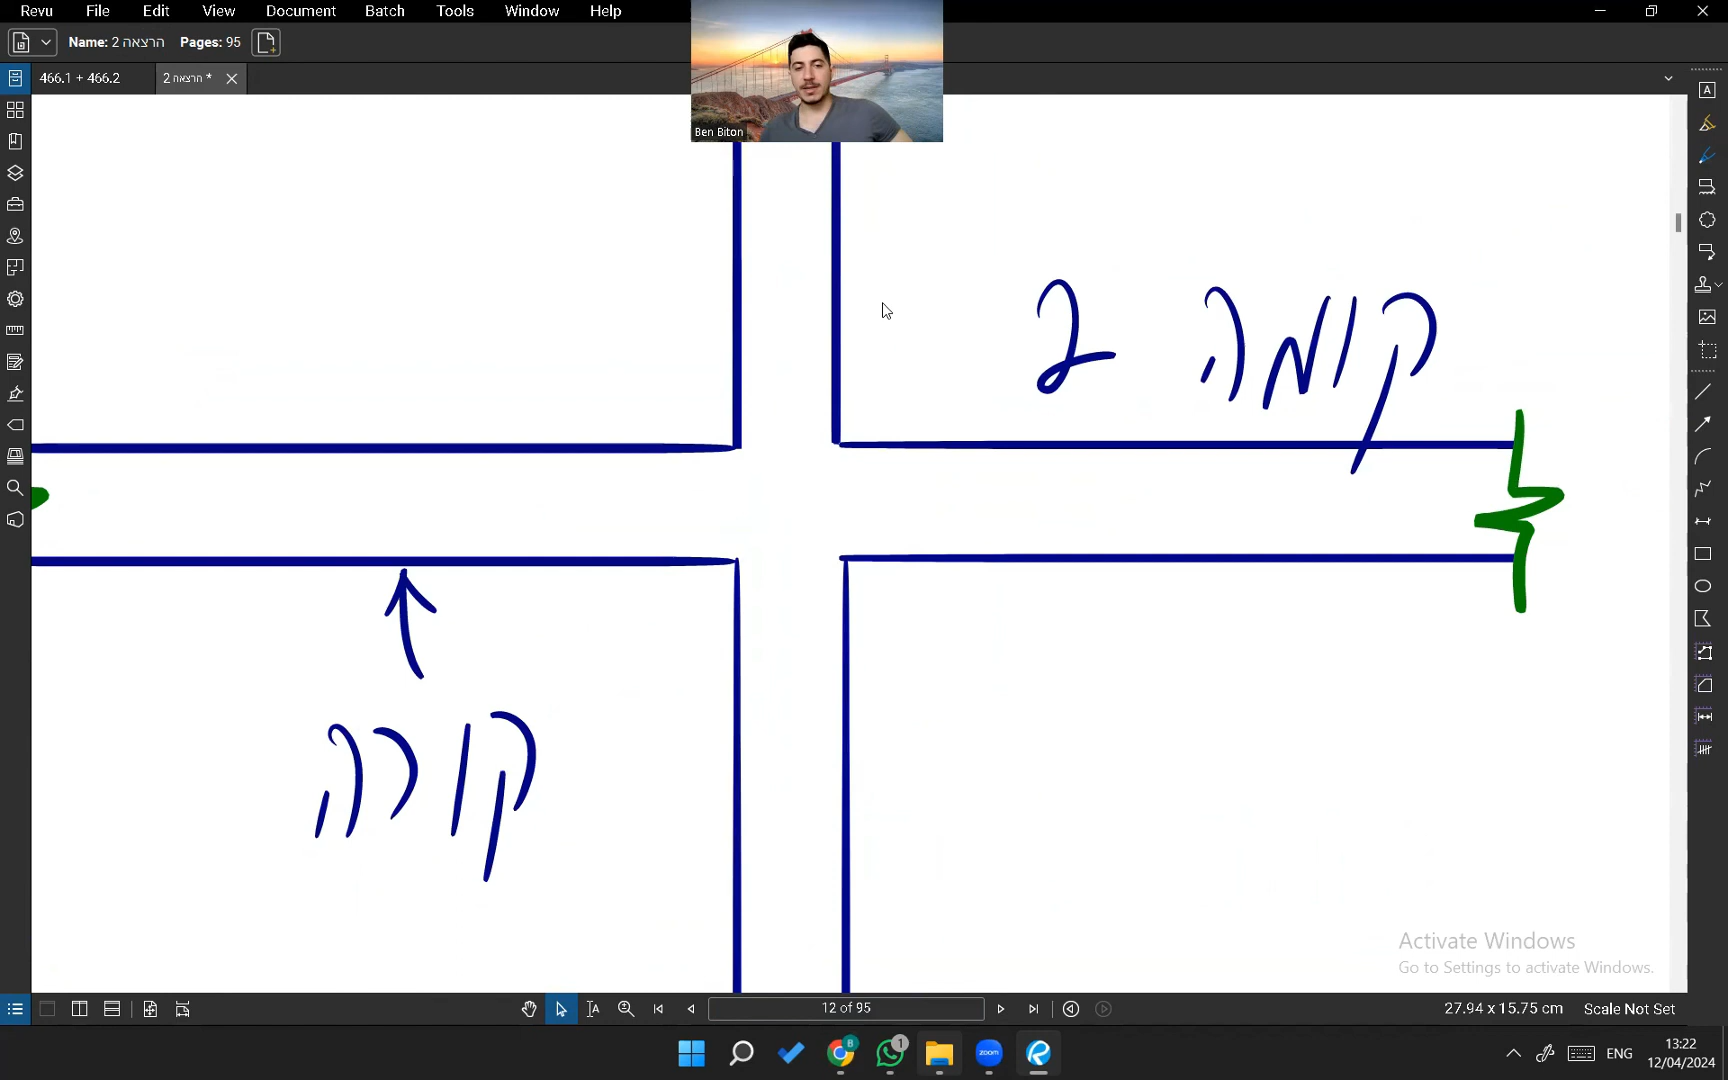 Revu File Edit View Document Batch Tools Window Help
Name: הרצאה 2 Pages: 95
466.1 + 466.2
הרצאה 2 *
Ben Biton
קומה 2
קורה
Activate Windows
Go to Settings to activate Windows.
12 of 95
27.94 x 15.75 cm Scale Not Set
B
1
zoom
ENG
13:22
12/04/2024